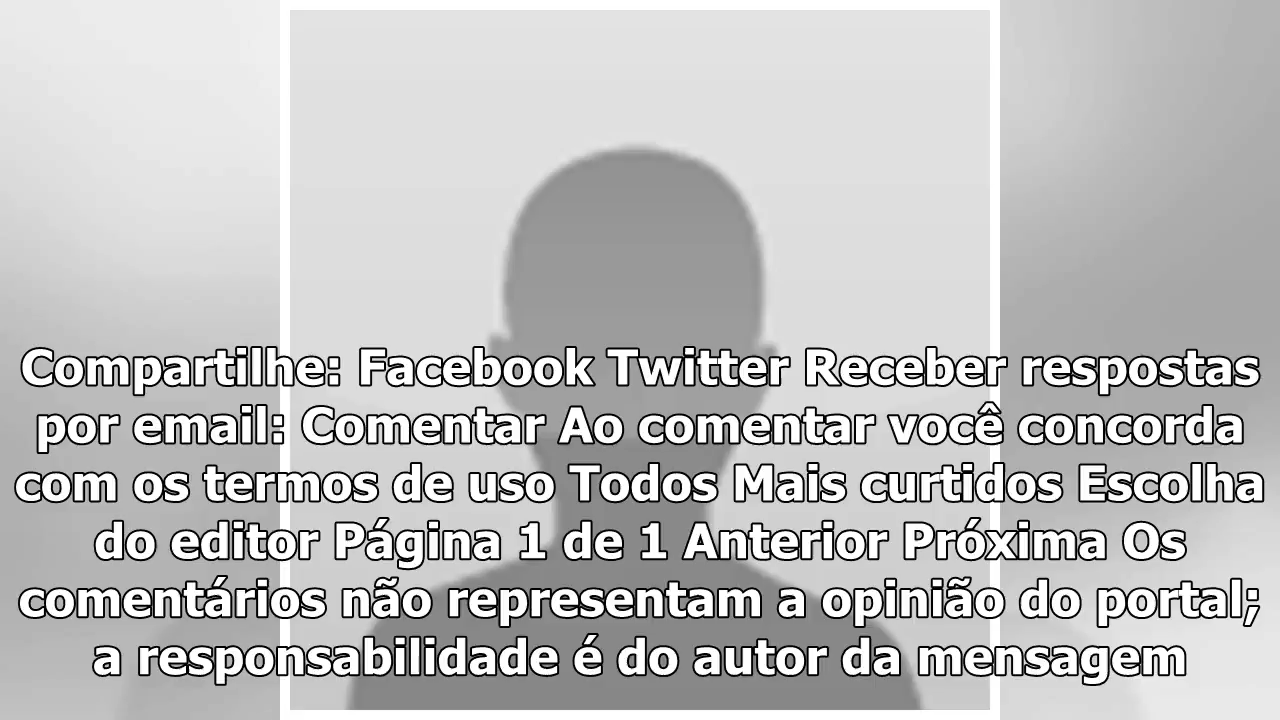 Compartilhe: Facebook Twitter Receber respostas
por email: Comentar Ao comentar você concorda
com os termos de uso Todos Mais curtidos Escolha
do editor Página 1 de 1 Anterior Próxima Os
comentários não representam a opinião do portal;
a responsabilidade é do autor da mensagem